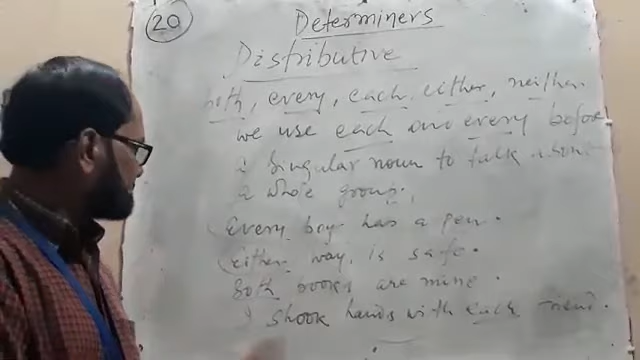 20 Determiners
Distributive
both, every, each, either, neither.
we use each and every before
a singular noun to talk about
a whole group.
Every boy has a pen.
either way is safe.
Both books are mine.
I shook hands with each friend.